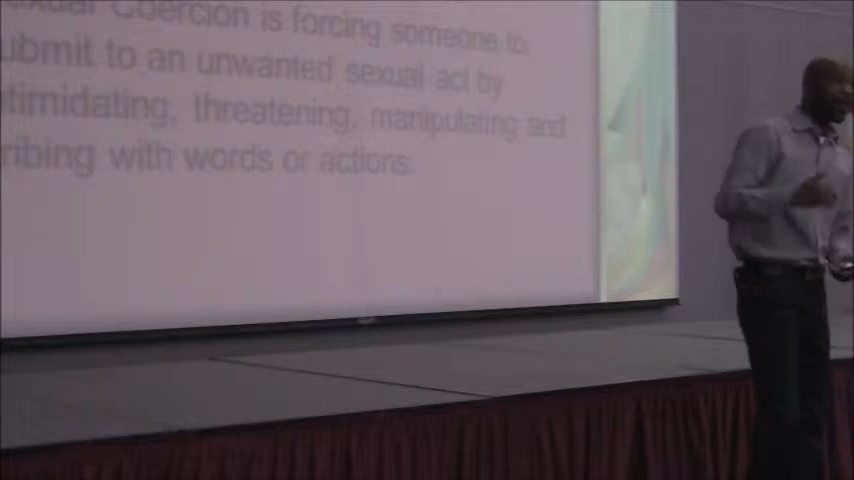 exual Coercion is forcing someone to:
ubmit to an unwanted sexual act by
timidating, threatening, manipulating and
ribing with words or actions.